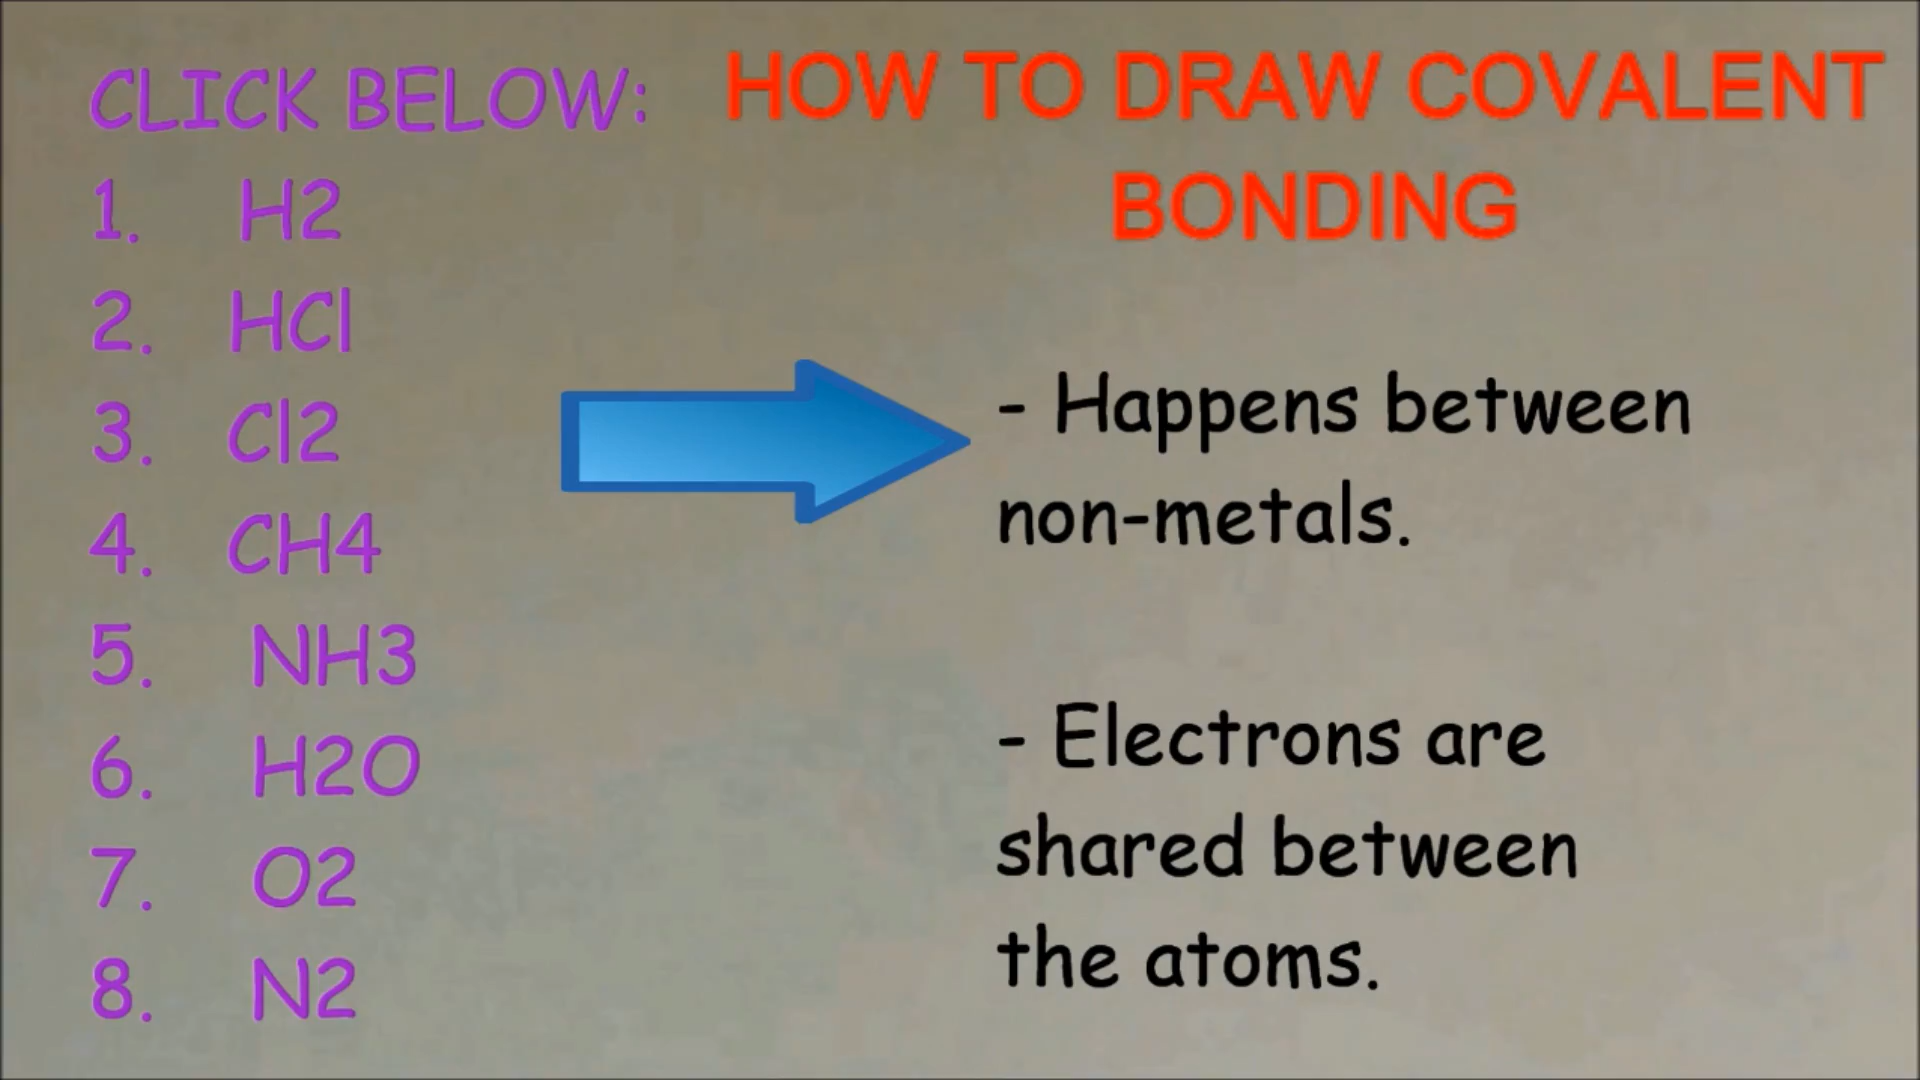 CLICK BELOW:
1. H2
2. HCl
3. Cl2
4. CH4
5. NH3
6. H2O
7. O2
8. N2
HOW TO DRAW COVALENT
BONDING
- Happens between
non-metals.
- Electrons are
shared between
the atoms.